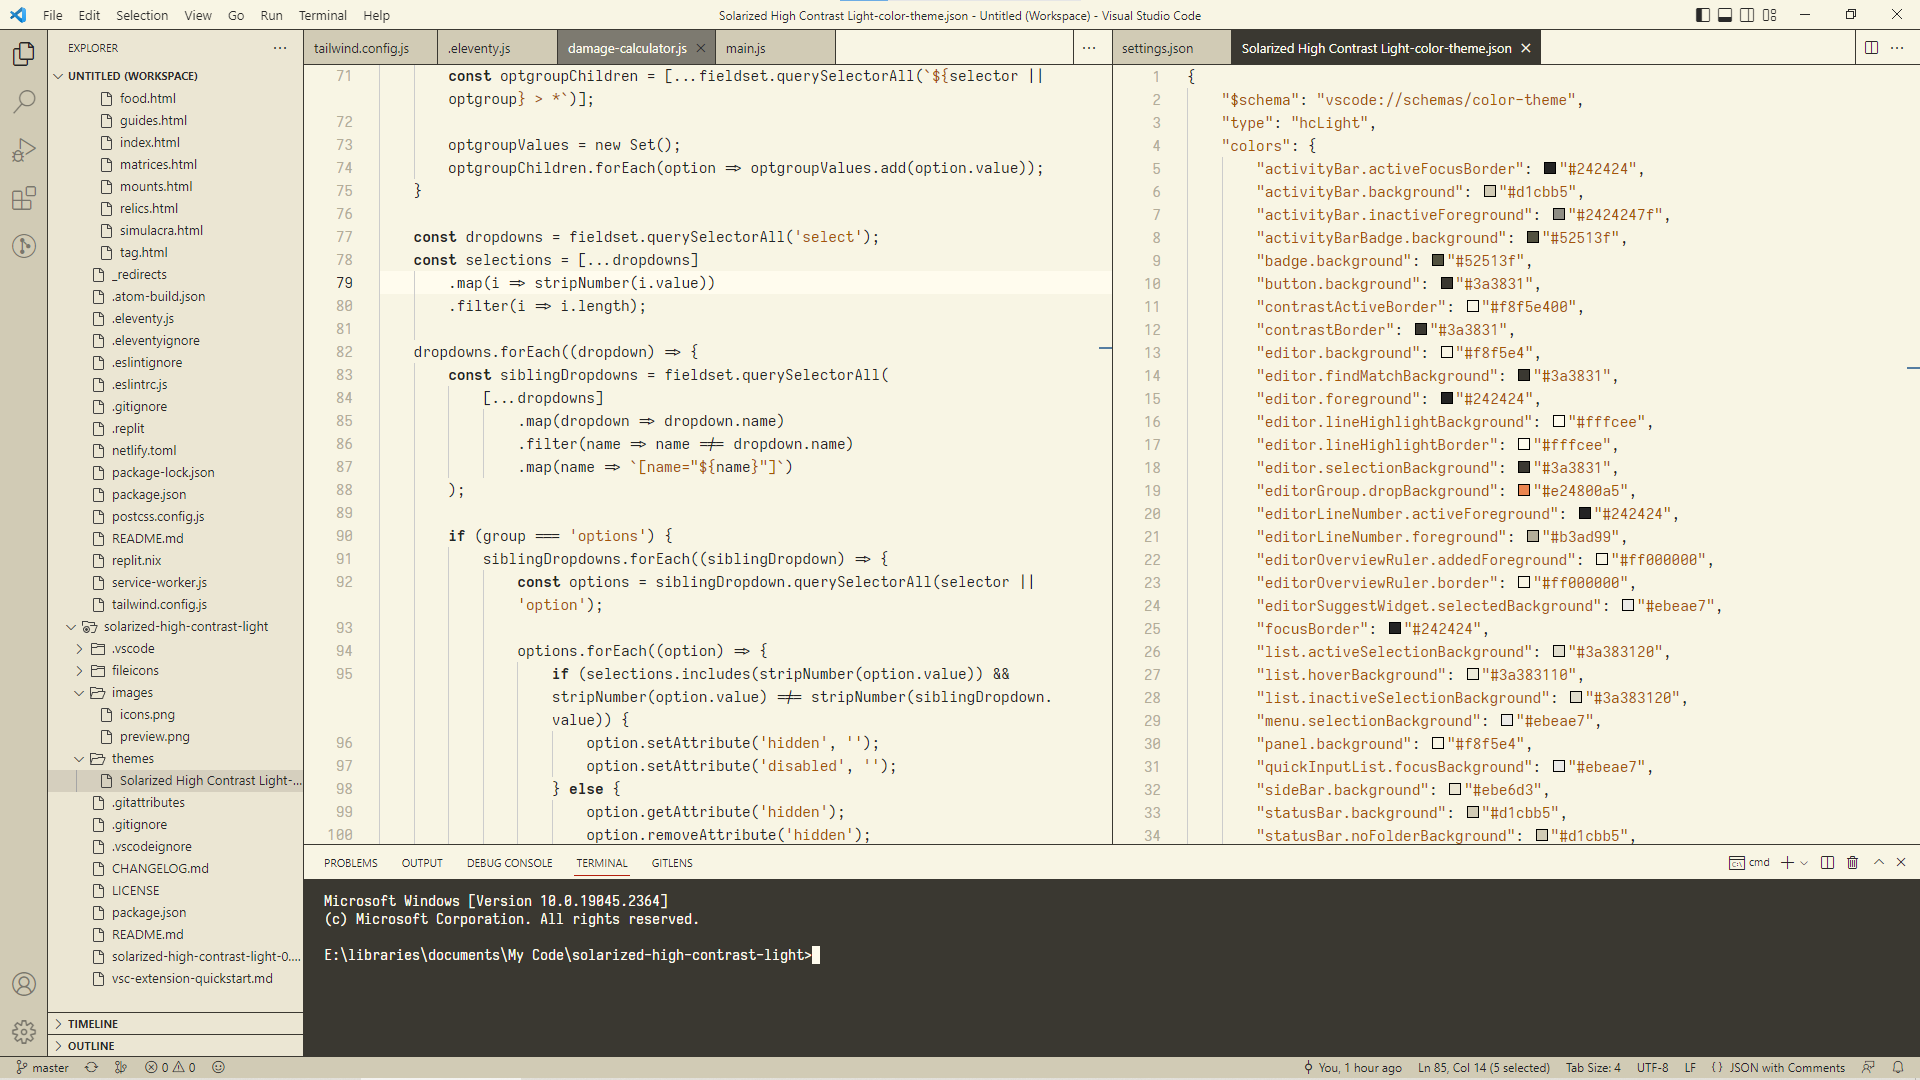 File Edit Selection View Go Run Terminal Help
Solarized High Contrast Light-color-theme.json - Untitled (Workspace) - Visual Studio Code
EXPLORER
UNTITLED (WORKSPACE)
food.html
guides.html
index.html
matrices.html
mounts.html
relics.html
simulacra.html
tag.html
_redirects
.atom-build.json
.eleventy.js
.eleventyignore
.eslintignore
.eslintrc.js
.gitignore
.replit
netlify.toml
package-lock.json
package.json
postcss.config.js
README.md
replit.nix
service-worker.js
tailwind.config.js
solarized-high-contrast-light
.vscode
fileicons
images
icons.png
preview.png
themes
Solarized High Contrast Light-...
.gitattributes
.gitignore
.vscodeignore
CHANGELOG.md
LICENSE
package.json
README.md
solarized-high-contrast-light-0....
vsc-extension-quickstart.md
TIMELINE
OUTLINE
tailwind.config.js .eleventy.js damage-calculator.js main.js
71 const optgroupChildren = [...fieldset.querySelectorAll(`${selector ||
optgroup} > *`)];
72
73 optgroupValues = new Set();
74 optgroupChildren.forEach(option => optgroupValues.add(option.value));
75 }
76
77 const dropdowns = fieldset.querySelectorAll('select');
78 const selections = [...dropdowns]
79 .map(i => stripNumber(i.value))
80 .filter(i => i.length);
81
82 dropdowns.forEach((dropdown) => {
83 const siblingDropdowns = fieldset.querySelectorAll(
84 [...dropdowns]
85 .map(dropdown => dropdown.name)
86 .filter(name => name !== dropdown.name)
87 .map(name => `[name="${name}"]`)
88 );
89
90 if (group === 'options') {
91 siblingDropdowns.forEach((siblingDropdown) => {
92 const options = siblingDropdown.querySelectorAll(selector ||
'option');
93
94 options.forEach((option) => {
95 if (selections.includes(stripNumber(option.value)) &&
stripNumber(option.value) !== stripNumber(siblingDropdown.
value)) {
96 option.setAttribute('hidden', '');
97 option.setAttribute('disabled', '');
98 } else {
99 option.getAttribute('hidden');
100 option.removeAttribute('hidden');
settings.json Solarized High Contrast Light-color-theme.json
1 {
2 "$schema": "vscode://schemas/color-theme",
3 "type": "hcLight",
4 "colors": {
5 "activityBar.activeFocusBorder": "#242424",
6 "activityBar.background": "#d1cbb5",
7 "activityBar.inactiveForeground": "#2424247f",
8 "activityBarBadge.background": "#52513f",
9 "badge.background": "#52513f",
10 "button.background": "#3a3831",
11 "contrastActiveBorder": "#f8f5e400",
12 "contrastBorder": "#3a3831",
13 "editor.background": "#f8f5e4",
14 "editor.findMatchBackground": "#3a3831",
15 "editor.foreground": "#242424",
16 "editor.lineHighlightBackground": "#fffcee",
17 "editor.lineHighlightBorder": "#fffcee",
18 "editor.selectionBackground": "#3a3831",
19 "editorGroup.dropBackground": "#e24800a5",
20 "editorLineNumber.activeForeground": "#242424",
21 "editorLineNumber.foreground": "#b3ad99",
22 "editorOverviewRuler.addedForeground": "#ff000000",
23 "editorOverviewRuler.border": "#ff000000",
24 "editorSuggestWidget.selectedBackground": "#ebeae7",
25 "focusBorder": "#242424",
26 "list.activeSelectionBackground": "#3a383120",
27 "list.hoverBackground": "#3a383110",
28 "list.inactiveSelectionBackground": "#3a383120",
29 "menu.selectionBackground": "#ebeae7",
30 "panel.background": "#f8f5e4",
31 "quickInputList.focusBackground": "#ebeae7",
32 "sideBar.background": "#ebe6d3",
33 "statusBar.background": "#d1cbb5",
34 "statusBar.noFolderBackground": "#d1cbb5",
PROBLEMS OUTPUT DEBUG CONSOLE TERMINAL GITLENS
cmd
Microsoft Windows [Version 10.0.19045.2364]
(c) Microsoft Corporation. All rights reserved.
E:\libraries\documents\My Code\solarized-high-contrast-light>
master 0 0 You, 1 hour ago Ln 85, Col 14 (5 selected) Tab Size: 4 UTF-8 LF {} JSON with Comments